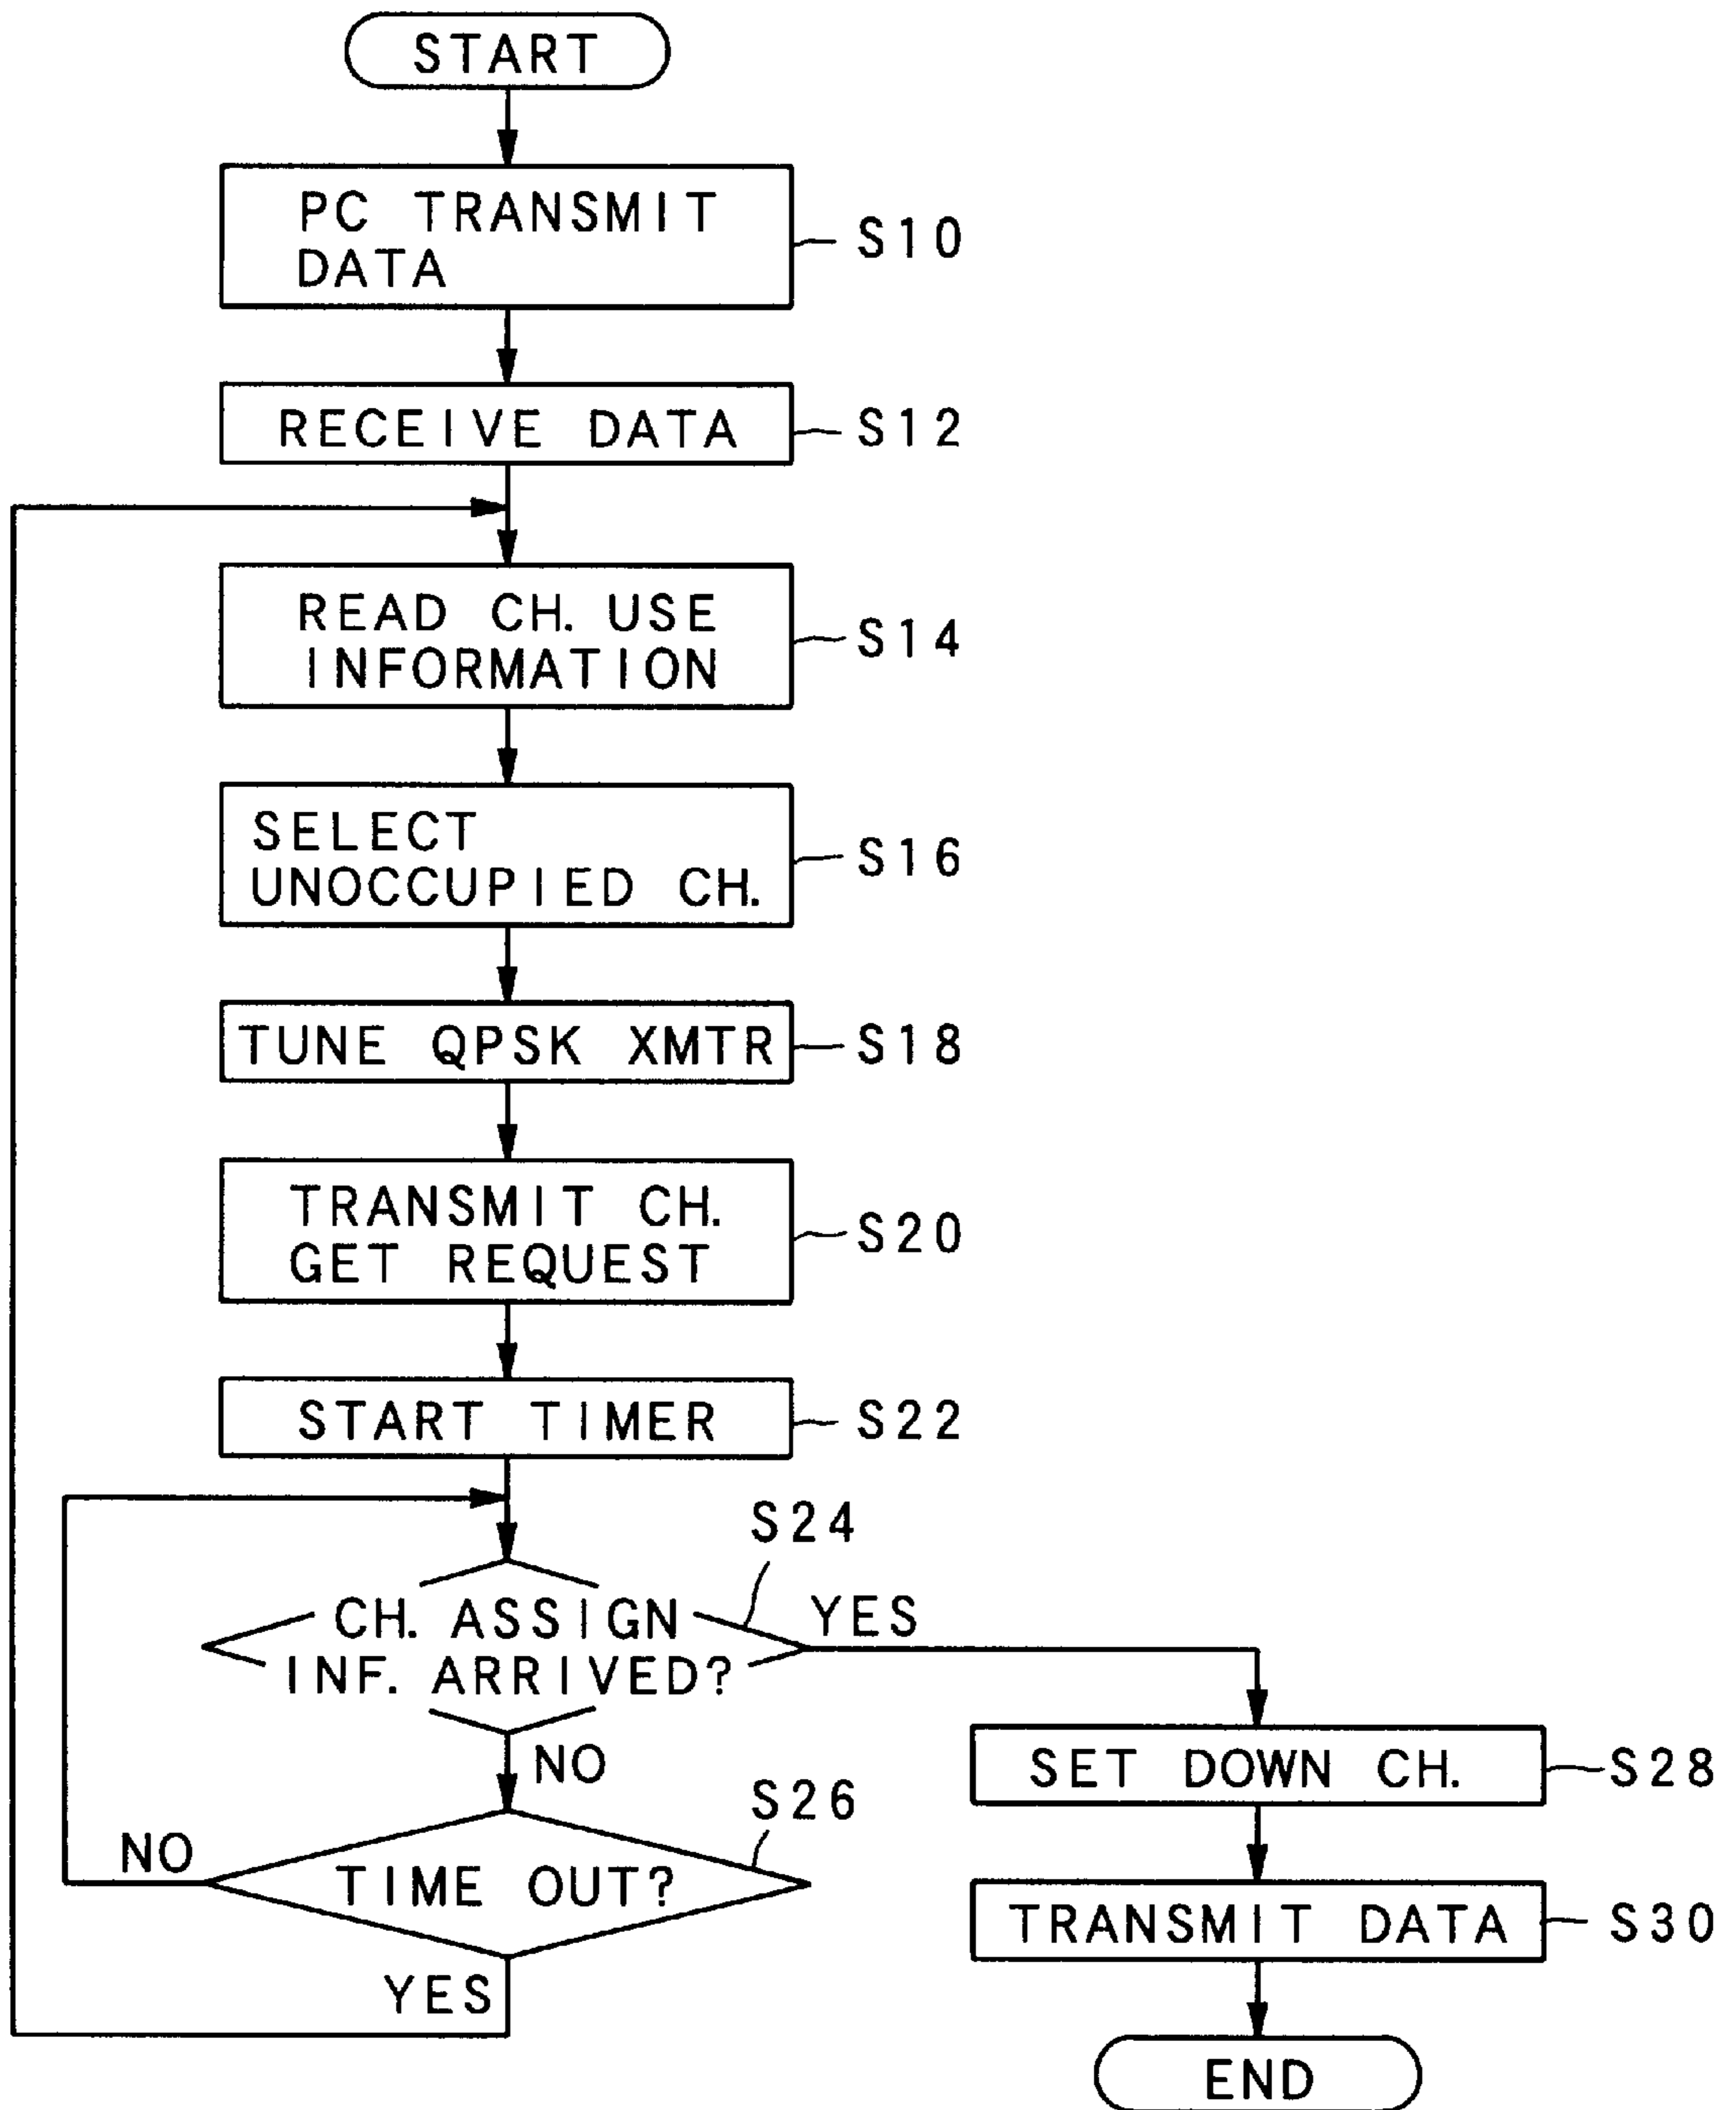 START
PC TRANSMIT
DATA
S10
RECEIVE DATA
S12
READ CH. USE
INFORMATION
S14
SELECT
UNOCCUPIED CH.
S16
TUNE QPSK XMTR
S18
TRANSMIT CH.
GET REQUEST
S20
START TIMER
S22
S24
CH. ASSIGN
INF. ARRIVED?
YES
NO
S26
NO
TIME OUT?
YES
SET DOWN CH.
S28
TRANSMIT DATA
S30
END